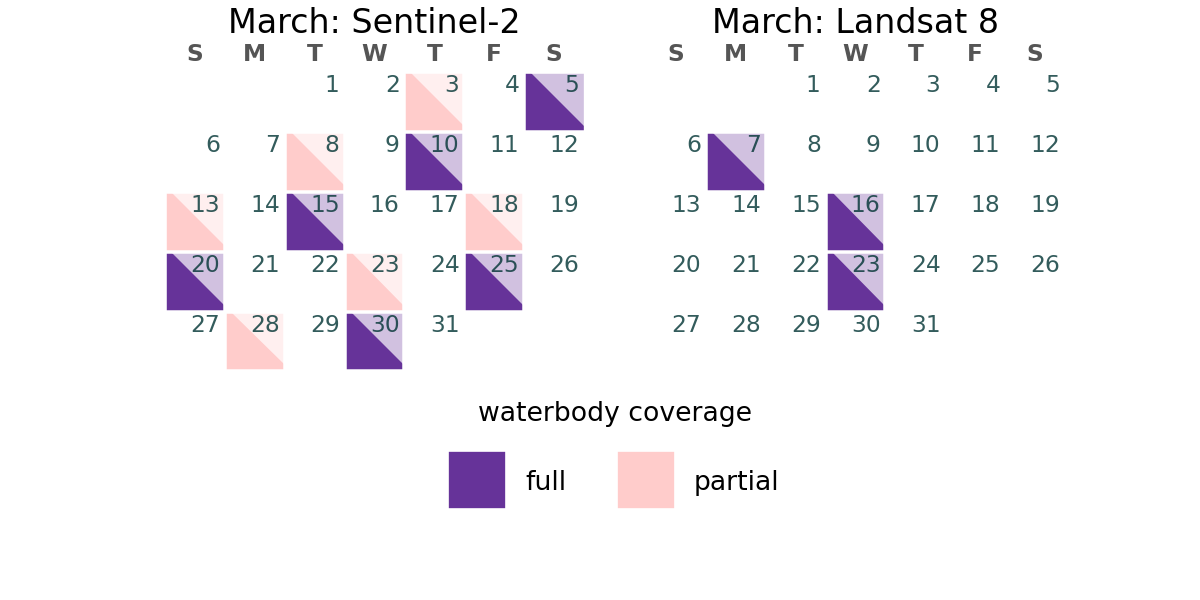 March: Sentinel-2
S M T W T F S
1 2 3 4 5
6 7 8 9 10 11 12
13 14 15 16 17 18 19
20 21 22 23 24 25 26
27 28 29 30 31
March: Landsat 8
S M T W T F S
1 2 3 4 5
6 7 8 9 10 11 12
13 14 15 16 17 18 19
20 21 22 23 24 25 26
27 28 29 30 31
waterbody coverage
full
partial